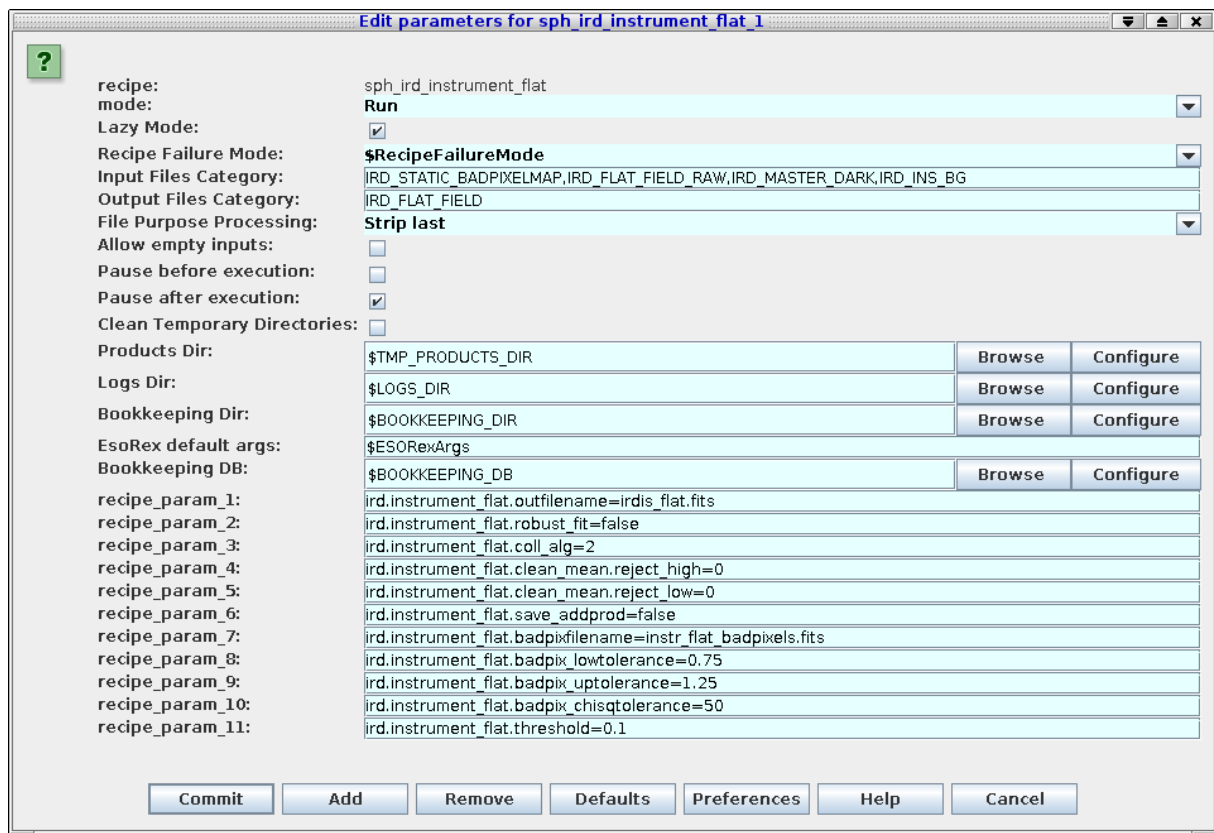 Edit parameters for sph_ird_instrument_flat_1
?
recipe: sph_ird_instrument_flat
mode: Run
Lazy Mode:
Recipe Failure Mode: $RecipeFailureMode
Input Files Category: IRD_STATIC_BADPIXELMAP,IRD_FLAT_FIELD_RAW,IRD_MASTER_DARK,IRD_INS_BG
Output Files Category: IRD_FLAT_FIELD
File Purpose Processing: Strip last
Allow empty inputs:
Pause before execution:
Pause after execution:
Clean Temporary Directories:
Products Dir: $TMP_PRODUCTS_DIR Browse Configure
Logs Dir: $LOGS_DIR Browse Configure
Bookkeeping Dir: $BOOKKEEPING_DIR Browse Configure
EsoRex default args: $ESORexArgs
Bookkeeping DB: $BOOKKEEPING_DB Browse Configure
recipe_param_1: ird.instrument_flat.outfilename=irdis_flat.fits
recipe_param_2: ird.instrument_flat.robust_fit=false
recipe_param_3: ird.instrument_flat.coll_alg=2
recipe_param_4: ird.instrument_flat.clean_mean.reject_high=0
recipe_param_5: ird.instrument_flat.clean_mean.reject_low=0
recipe_param_6: ird.instrument_flat.save_addprod=false
recipe_param_7: ird.instrument_flat.badpixfilename=instr_flat_badpixels.fits
recipe_param_8: ird.instrument_flat.badpix_lowtolerance=0.75
recipe_param_9: ird.instrument_flat.badpix_uptolerance=1.25
recipe_param_10: ird.instrument_flat.badpix_chisqtolerance=50
recipe_param_11: ird.instrument_flat.threshold=0.1
Commit Add Remove Defaults Preferences Help Cancel